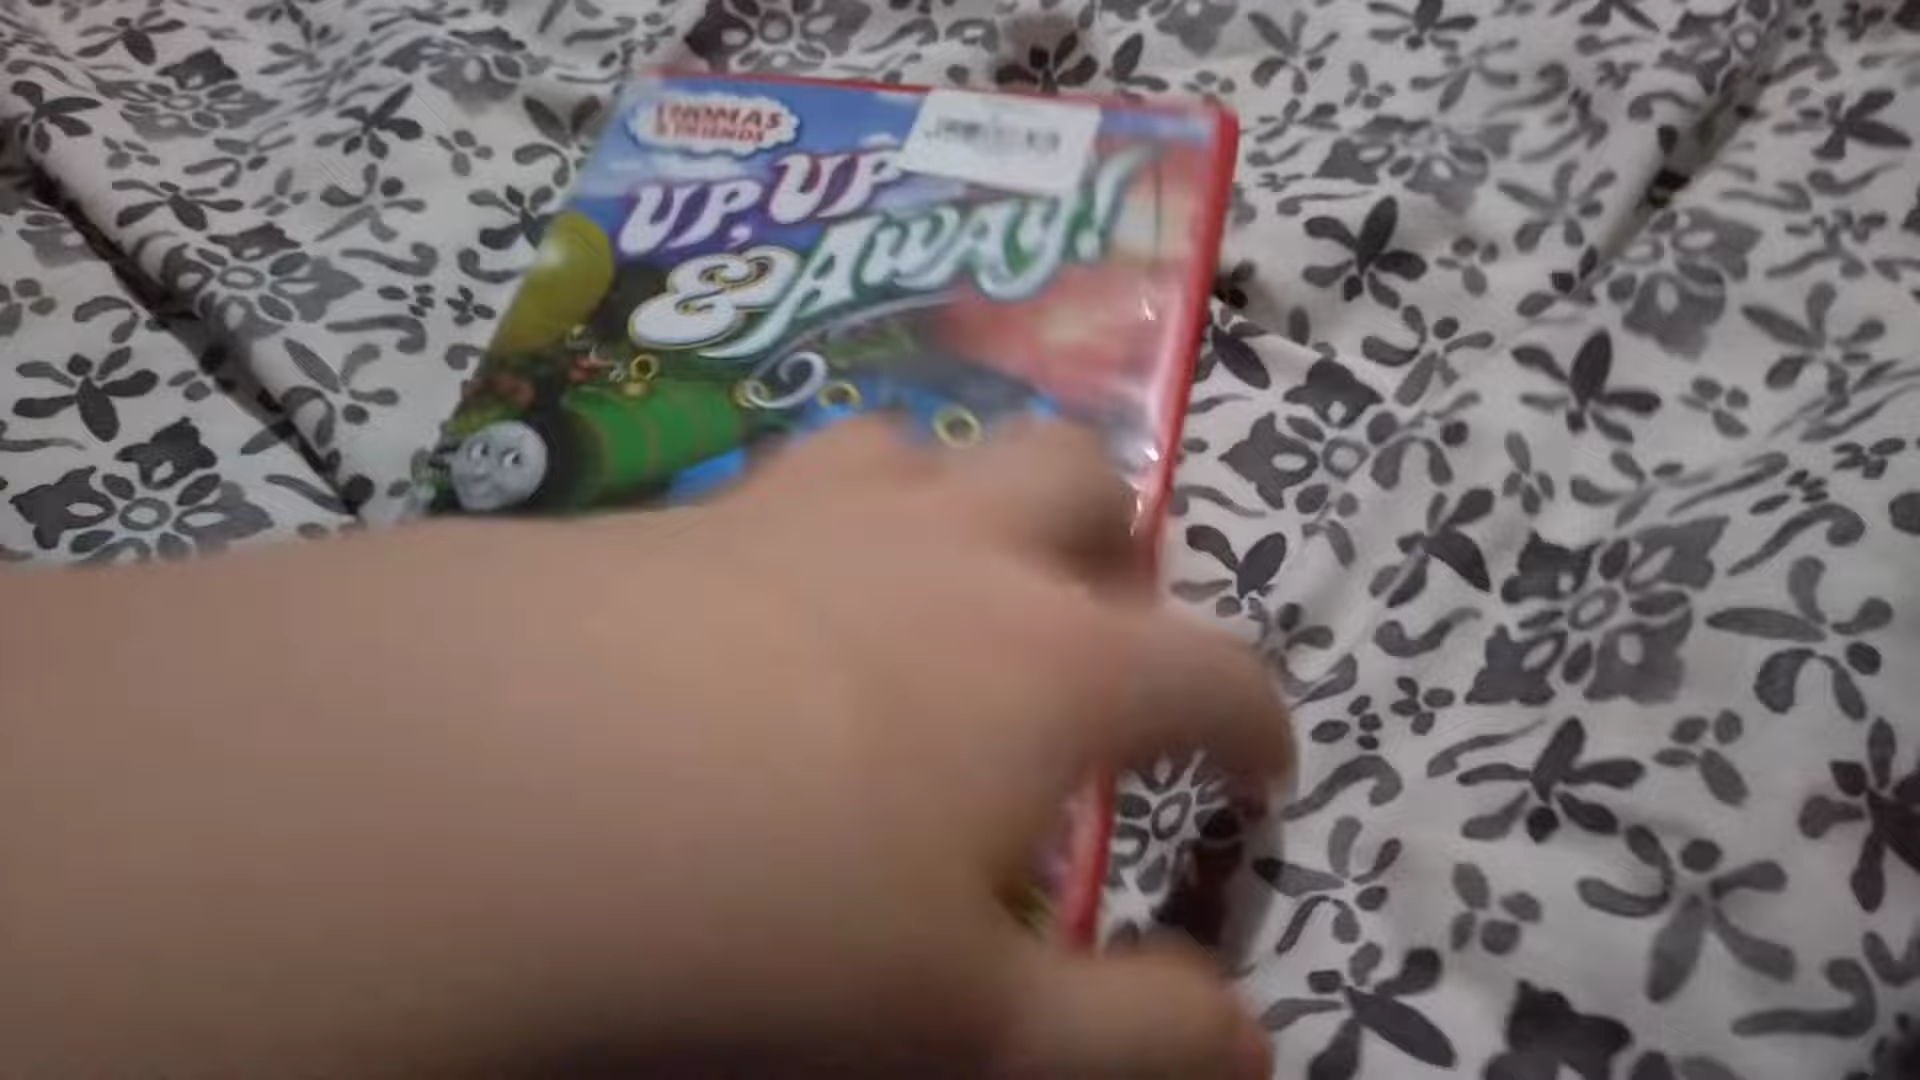 THOMAS
& FRIENDS
UP, UP
& AWAY!